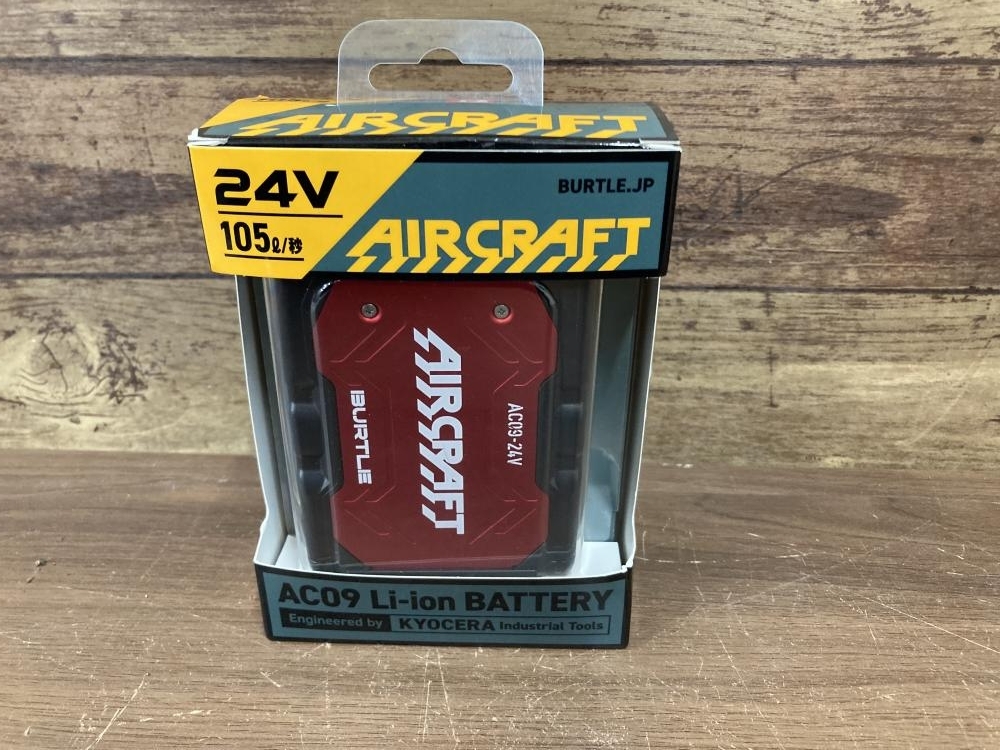 AIRCRAFT
24V
105ℓ/秒
BURTLE.JP
AIRCRAFT
AIRCRAFT
BURTLE
AC09-24V
AC09 Li-ion BATTERY
Engineered by KYOCERA Industrial Tools